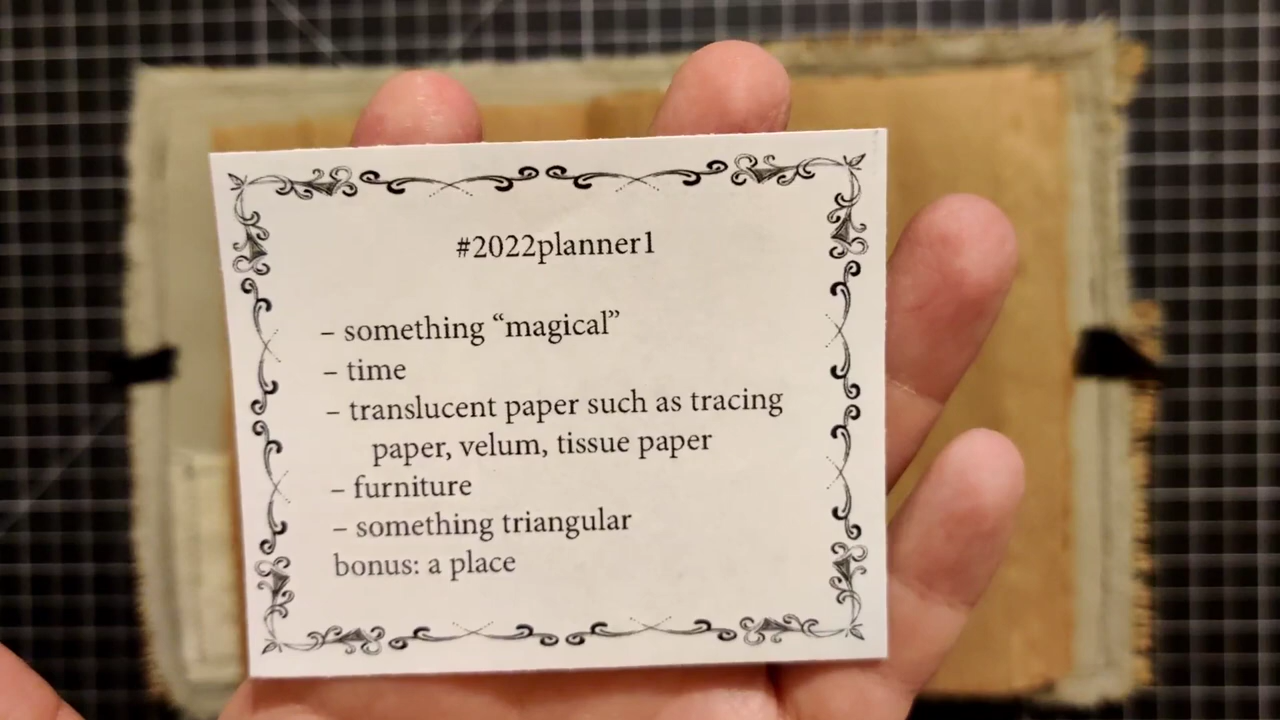 #2022planner1
– something “magical”
– time
– translucent paper such as tracing
paper, velum, tissue paper
– furniture
– something triangular
bonus: a place